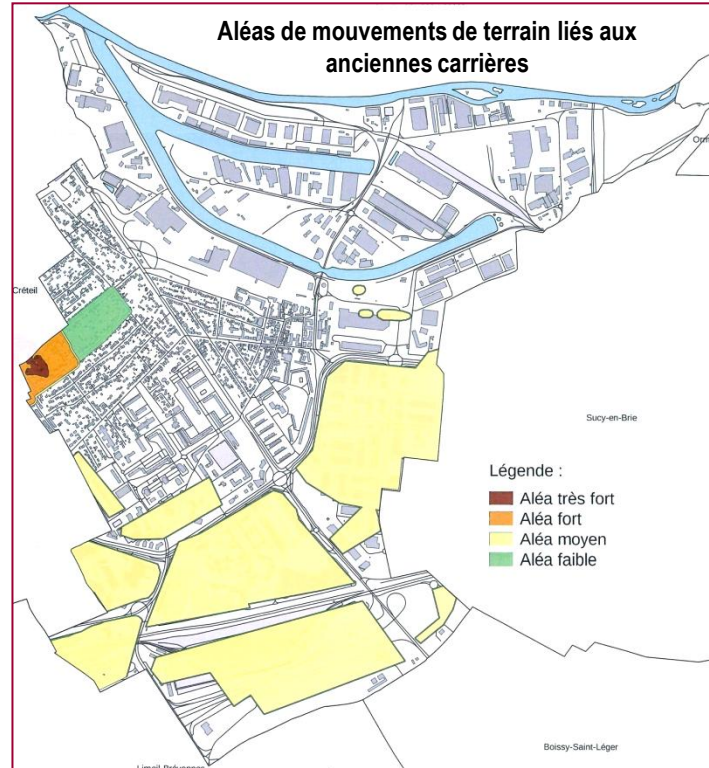 Aléas de mouvements de terrain liés aux
anciennes carrières
Créteil
Sucy-en-Brie
Légende :
Aléa très fort
Aléa fort
Aléa moyen
Aléa faible
Boissy-Saint-Léger